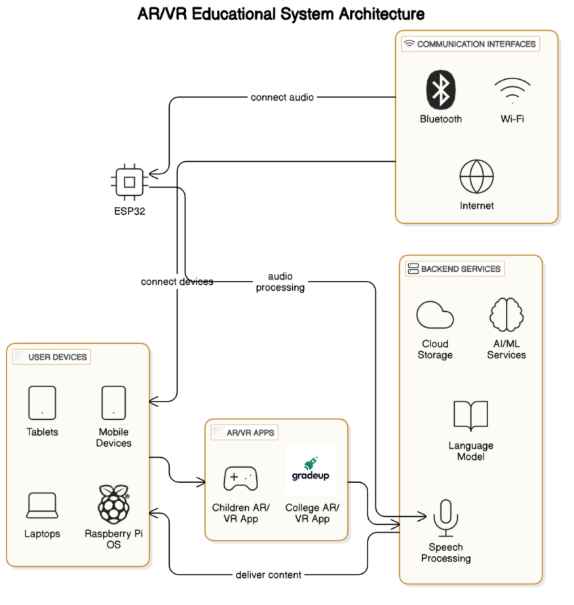 AR/VR Educational System Architecture
COMMUNICATION INTERFACES
Bluetooth
Wi-Fi
Internet
connect audio
ESP32
connect devices
audio
processing
BACKEND SERVICES
Cloud
Storage
AI/ML
Services
Language
Model
Speech
Processing
USER DEVICES
Tablets
Mobile
Devices
Laptops
Raspberry Pi
OS
AR/VR APPS
Children AR/
VR App
gradeup
College AR/
VR App
deliver content